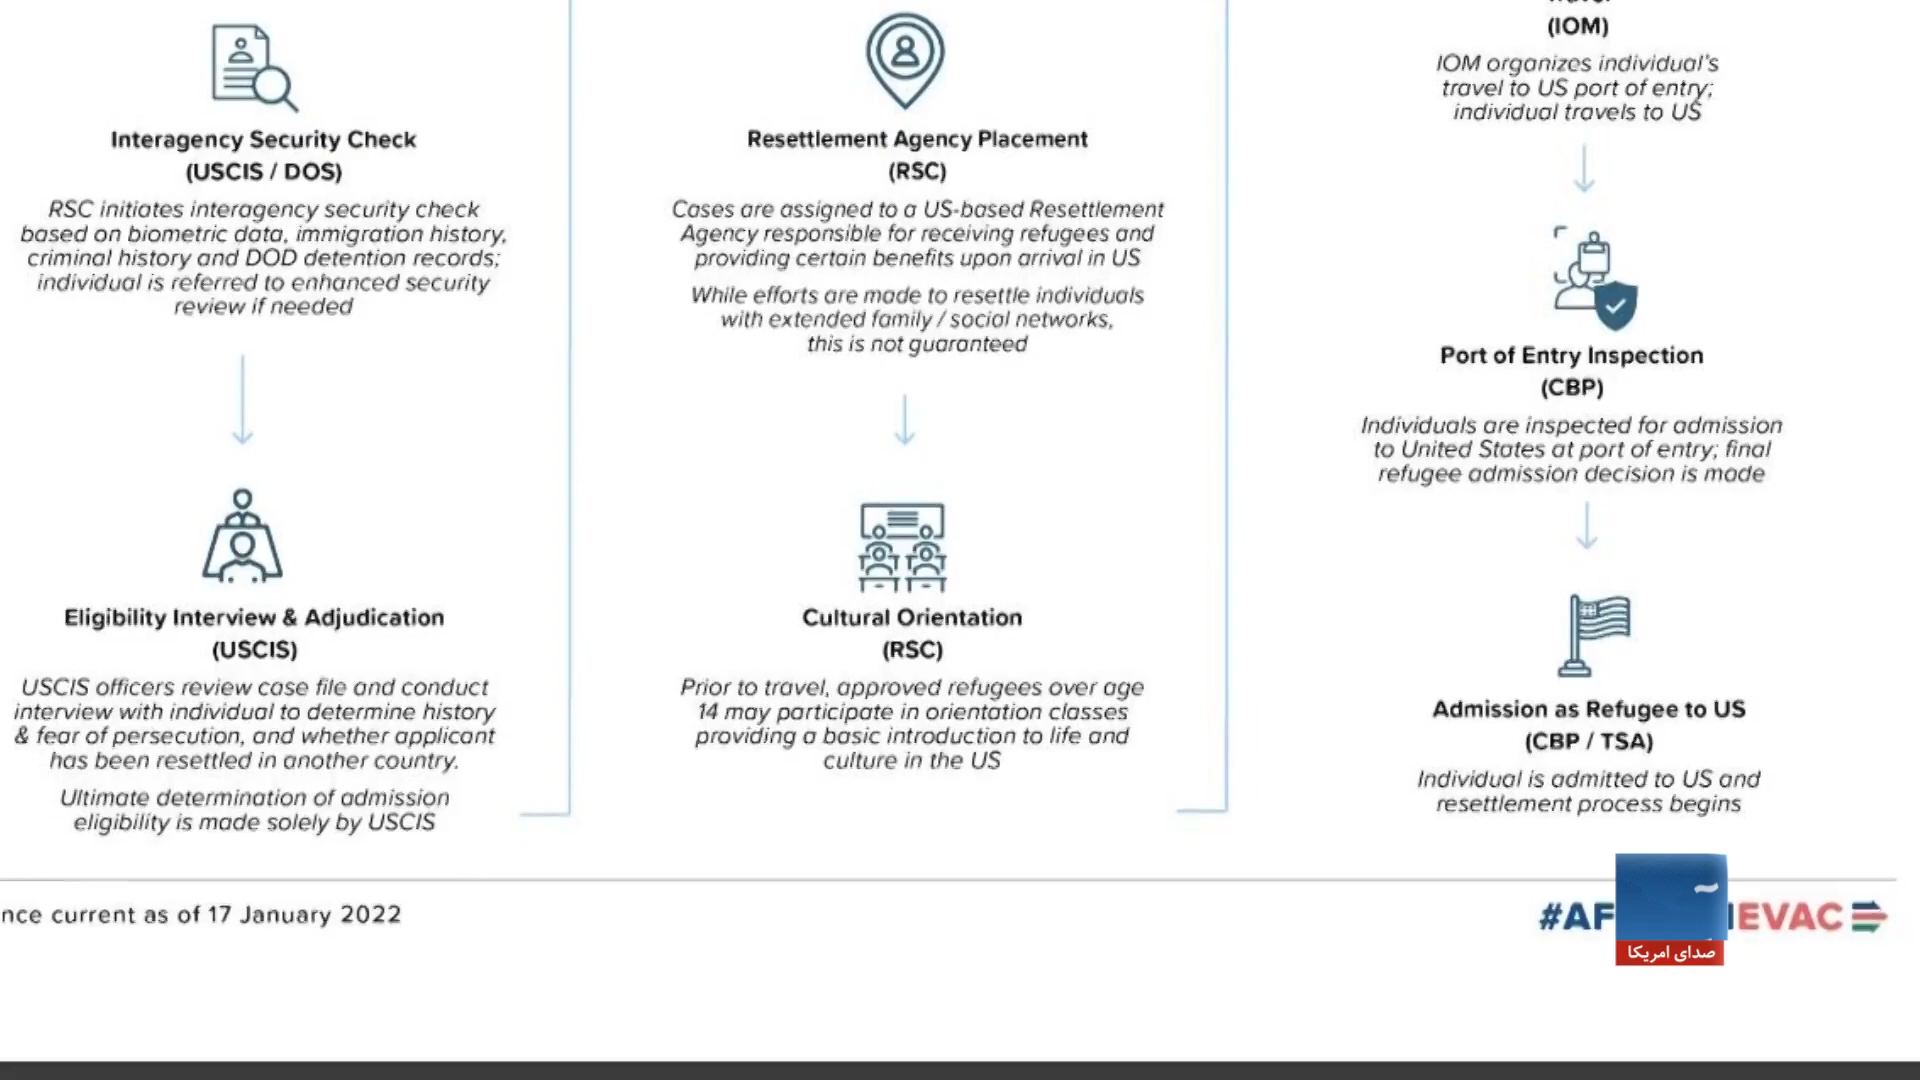 Interagency Security Check
(USCIS / DOS)
RSC initiates interagency security check
based on biometric data, immigration history,
criminal history and DOD detention records;
individual is referred to enhanced security
review if needed
Eligibility Interview & Adjudication
(USCIS)
USCIS officers review case file and conduct
interview with individual to determine history
& fear of persecution, and whether applicant
has been resettled in another country.
Ultimate determination of admission
eligibility is made solely by USCIS
Resettlement Agency Placement
(RSC)
Cases are assigned to a US-based Resettlement
Agency responsible for receiving refugees and
providing certain benefits upon arrival in US
While efforts are made to resettle individuals
with extended family / social networks,
this is not guaranteed
Cultural Orientation
(RSC)
Prior to travel, approved refugees over age
14 may participate in orientation classes
providing a basic introduction to life and
culture in the US
(IOM)
IOM organizes individual's
travel to US port of entry;
individual travels to US
Port of Entry Inspection
(CBP)
Individuals are inspected for admission
to United States at port of entry; final
refugee admission decision is made
Admission as Refugee to US
(CBP / TSA)
Individual is admitted to US and
resettlement process begins
nce current as of 17 January 2022
#AF EVAC
صدای امریکا